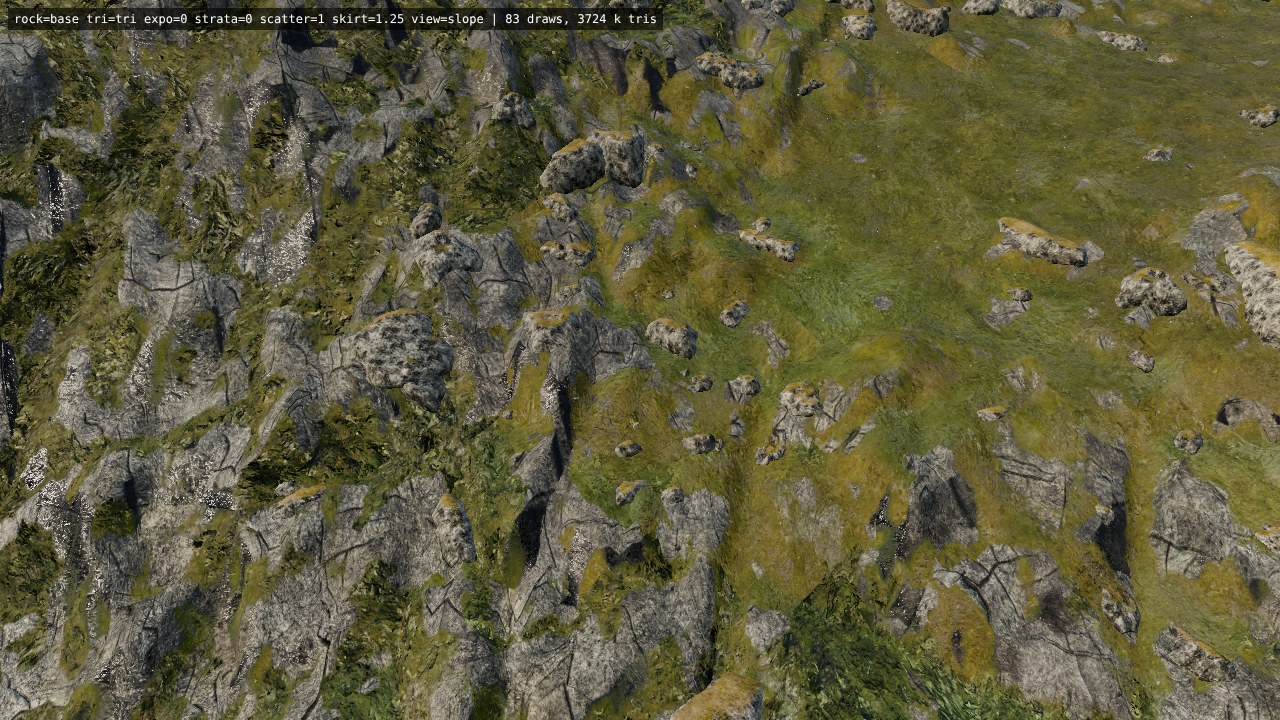 rock=base tri=tri expo=0 strata=0 scatter=1 skirt=1.25 view=slope | 83 draws, 3724 k tris